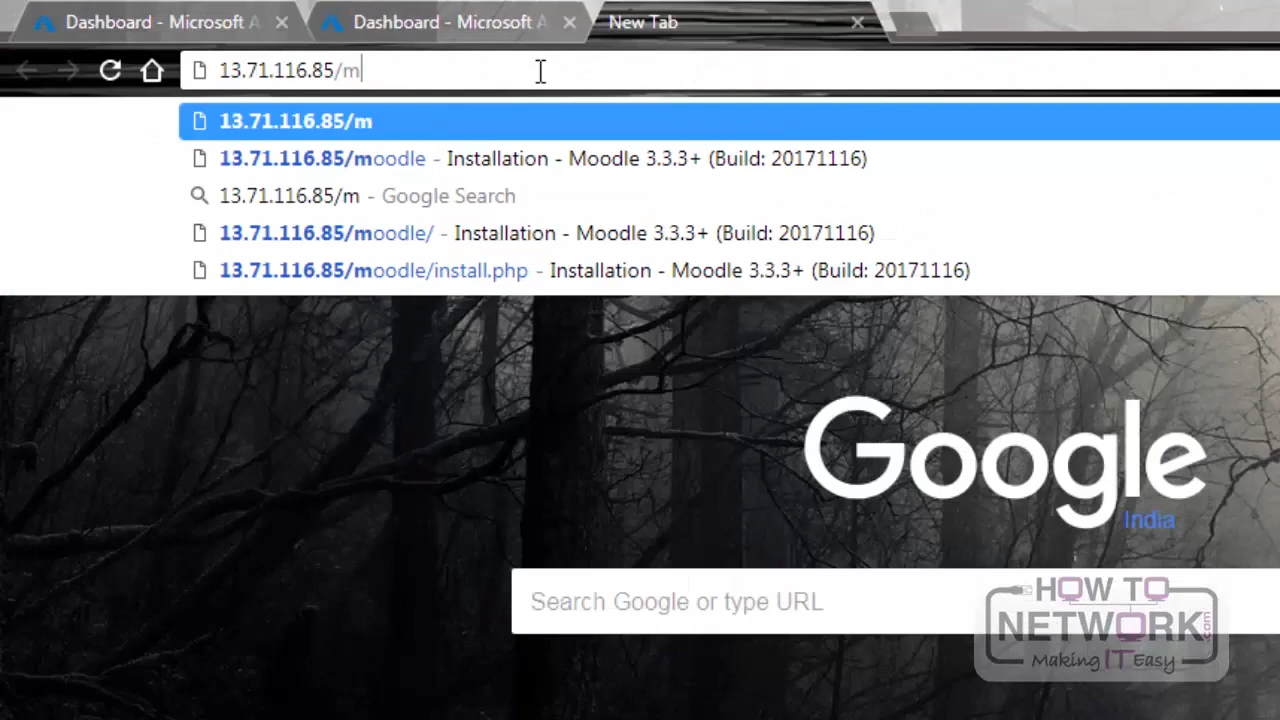 Dashboard - Microsoft A
Dashboard - Microsoft A
New Tab
13.71.116.85/m
13.71.116.85/m
13.71.116.85/moodle - Installation - Moodle 3.3.3+ (Build: 20171116)
13.71.116.85/m - Google Search
13.71.116.85/moodle/ - Installation - Moodle 3.3.3+ (Build: 20171116)
13.71.116.85/moodle/install.php - Installation - Moodle 3.3.3+ (Build: 20171116)
Google
India
Search Google or type URL
HOW TO
NETWORK.com
Making IT Easy